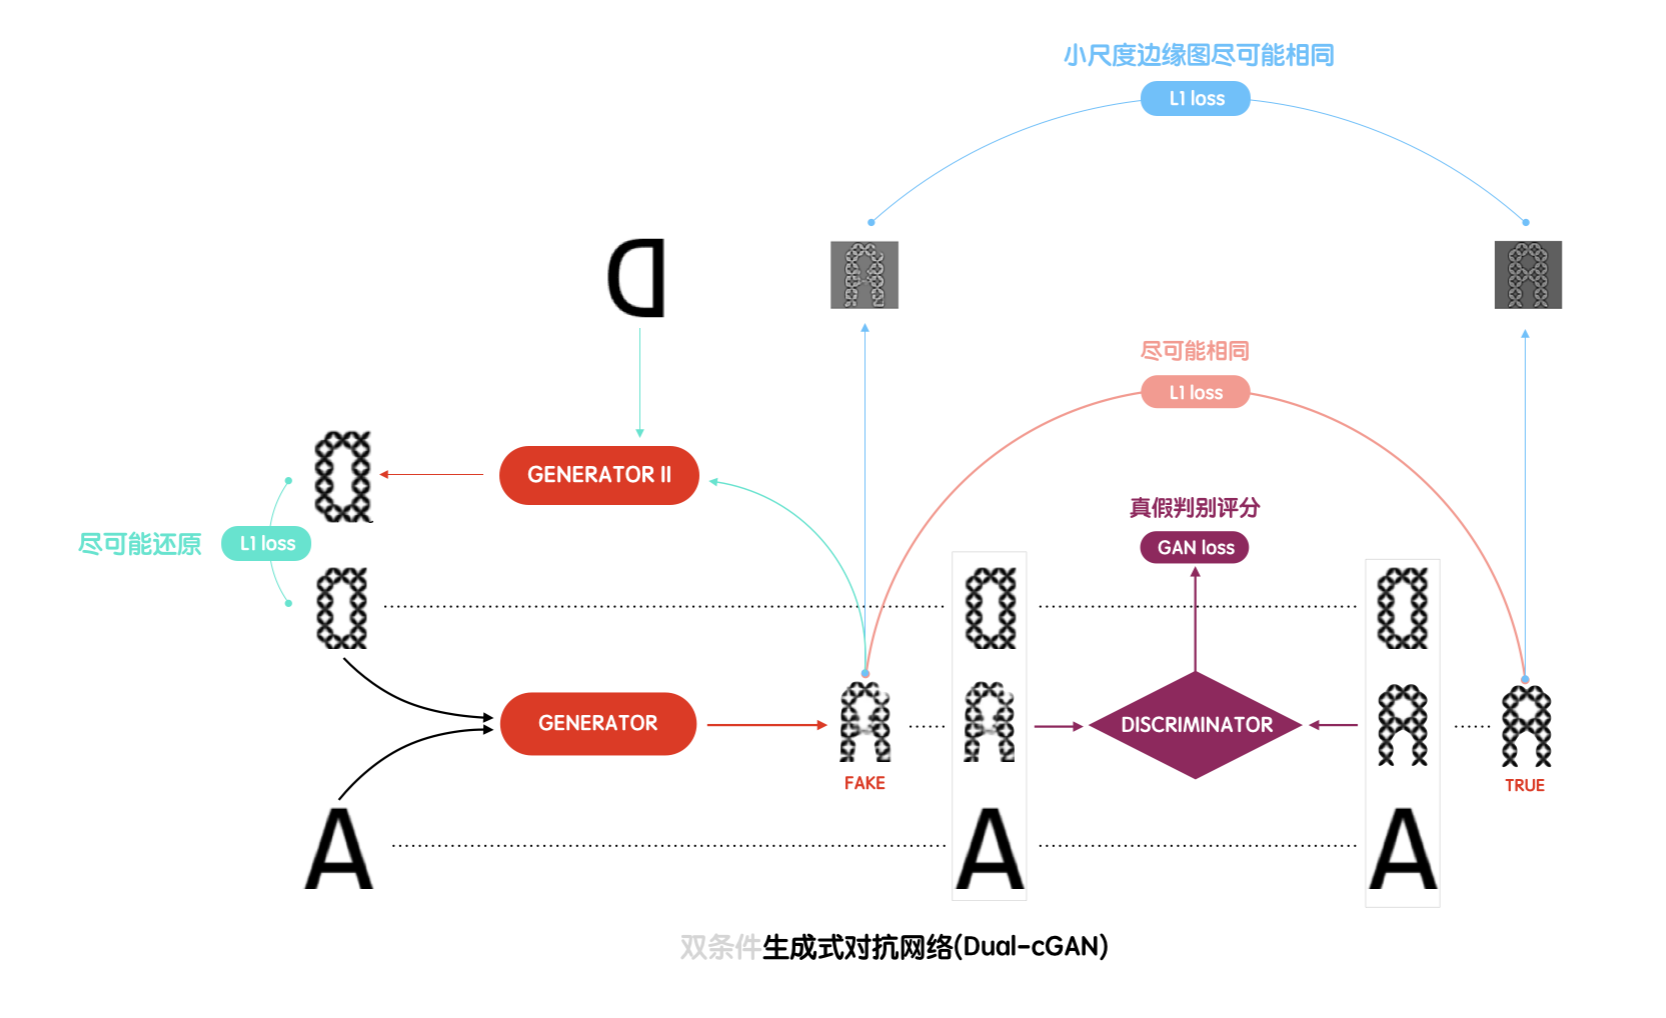 小尺度边缘图尽可能相同
L1 loss
尽可能相同
L1 loss
GENERATOR II
真假判别评分
GAN loss
尽可能还原
L1 loss
GENERATOR
DISCRIMINATOR
FAKE
TRUE
A
A
A
双条件生成式对抗网络(Dual-cGAN)